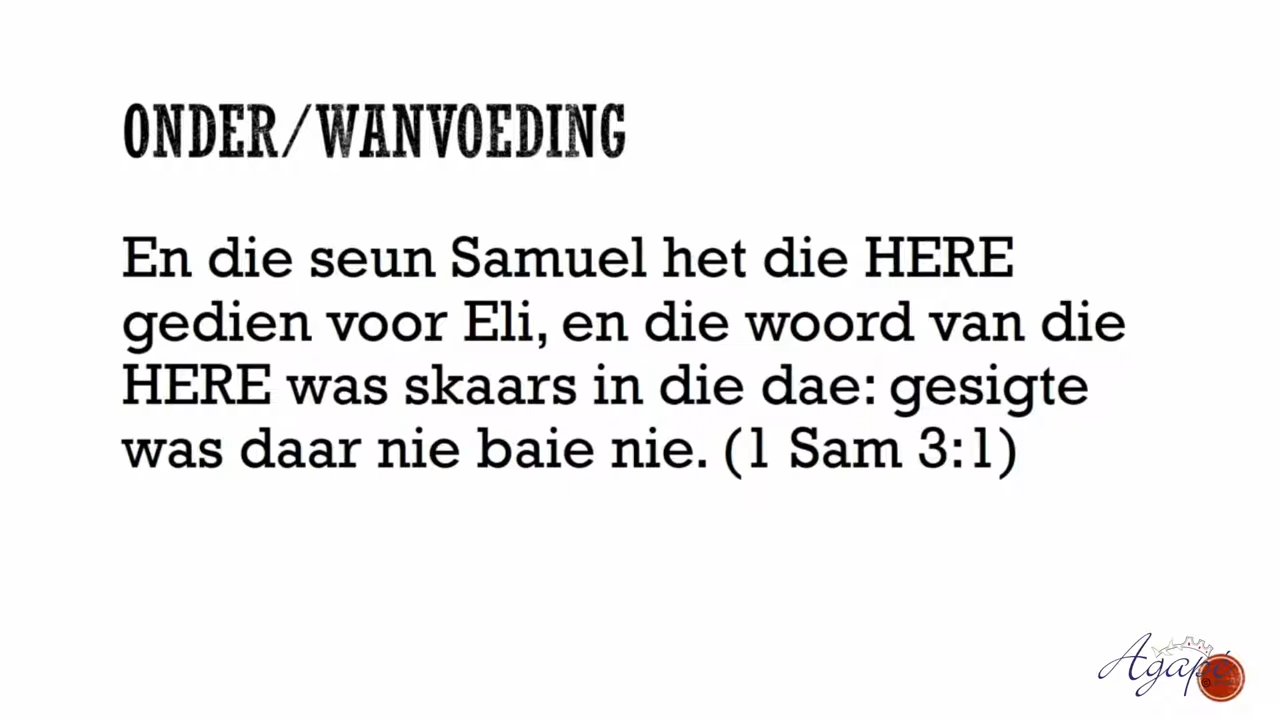 ONDER/WANVOEDING
En die seun Samuel het die HERE
gedien voor Eli, en die woord van die
HERE was skaars in die dae: gesigte
was daar nie baie nie. (1 Sam 3:1)
Agapé